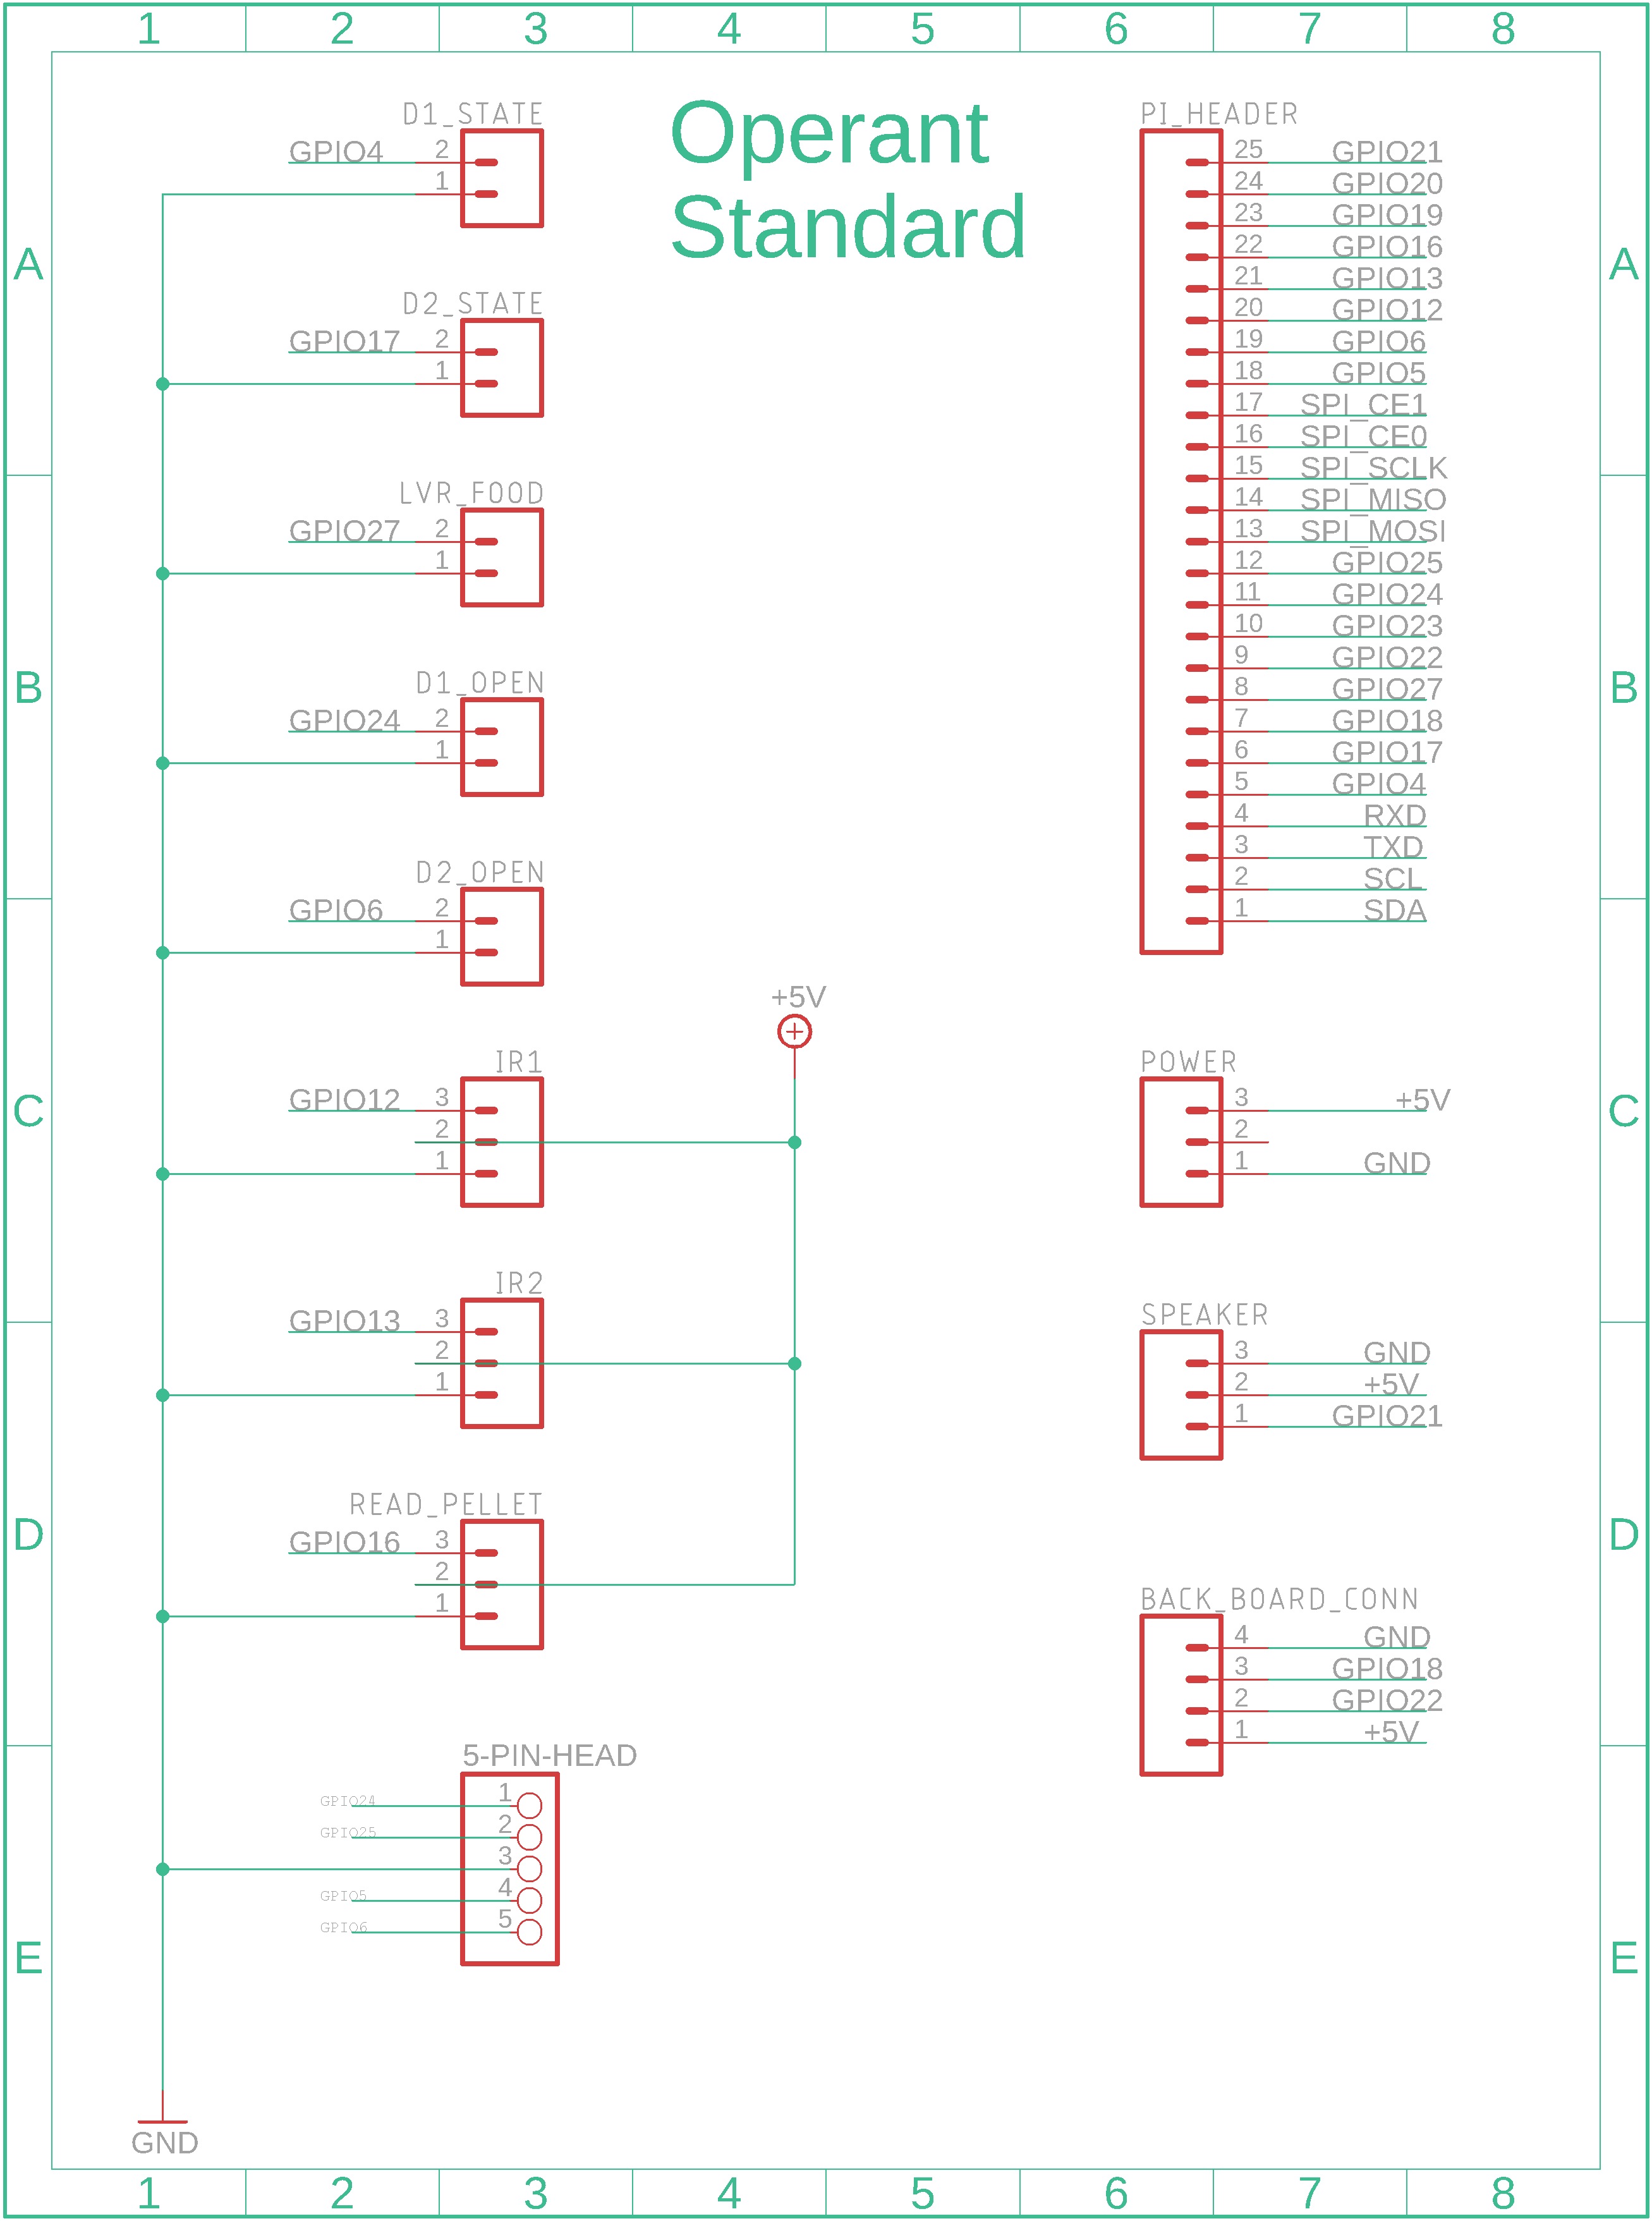 1 2 3 4 5 6 7 8
A
B
C
D
E
Operant
Standard
D1_STATE
GPIO4 2
1
D2_STATE
GPIO17 2
1
LVR_FOOD
GPIO27 2
1
D1_OPEN
GPIO24 2
1
D2_OPEN
GPIO6 2
1
+5V
IR1
GPIO12 3
2
1
IR2
GPIO13 3
2
1
READ_PELLET
GPIO16 3
2
1
5-PIN-HEAD
GPIO24 1
GPIO25 2
3
GPIO5 4
GPIO6 5
GND
PI_HEADER
25 GPIO21
24 GPIO20
23 GPIO19
22 GPIO16
21 GPIO13
20 GPIO12
19 GPIO6
18 GPIO5
17 SPI_CE1
16 SPI_CE0
15 SPI_SCLK
14 SPI_MISO
13 SPI_MOSI
12 GPIO25
11 GPIO24
10 GPIO23
9 GPIO22
8 GPIO27
7 GPIO18
6 GPIO17
5 GPIO4
4 RXD
3 TXD
2 SCL
1 SDA
POWER
3 +5V
2
1 GND
SPEAKER
3 GND
2 +5V
1 GPIO21
BACK_BOARD_CONN
4 GND
3 GPIO18
2 GPIO22
1 +5V
A
B
C
D
E
1 2 3 4 5 6 7 8